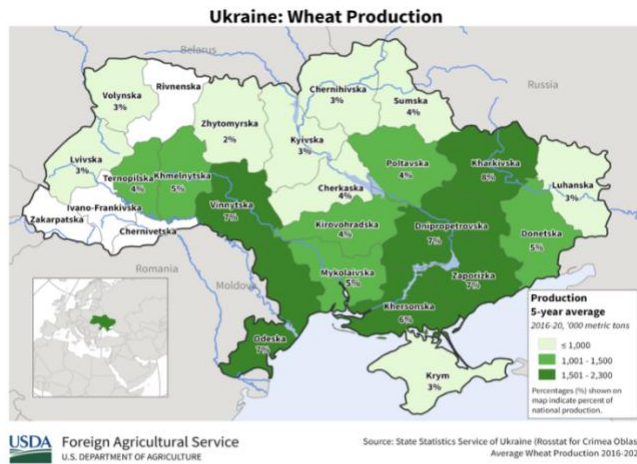 Ukraine: Wheat Production
Belarus
Russia
Volynska
3%
Rivnenska
Zhytomyrska
2%
Chernihivska
3%
Sumska
4%
Kyivska
3%
Lvivska
3%
Ternopilska
4%
Khmelnytska
5%
Poltavska
4%
Kharkivska
8%
Luhanska
3%
Cherkaska
4%
Ivano-Frankivska
Zakarpatska
Chernivetska
Vinnytska
7%
Kirovohradska
4%
Dnipropetrovska
7%
Donetska
5%
Romania
Moldova
Mykolaivska
5%
Zaporizka
7%
Khersonska
6%
Odeska
7%
Krym
3%
Production
5-year average
2016-20, '000 metric tons
≤ 1,000
1,001 - 1,500
1,501 - 2,300
Percentages (%) shown on
map indicate percent of
national production.
USDA
Foreign Agricultural Service
U.S. DEPARTMENT OF AGRICULTURE
Source: State Statistics Service of Ukraine (Rosstat for Crimea Oblas
Average Wheat Production 2016-202